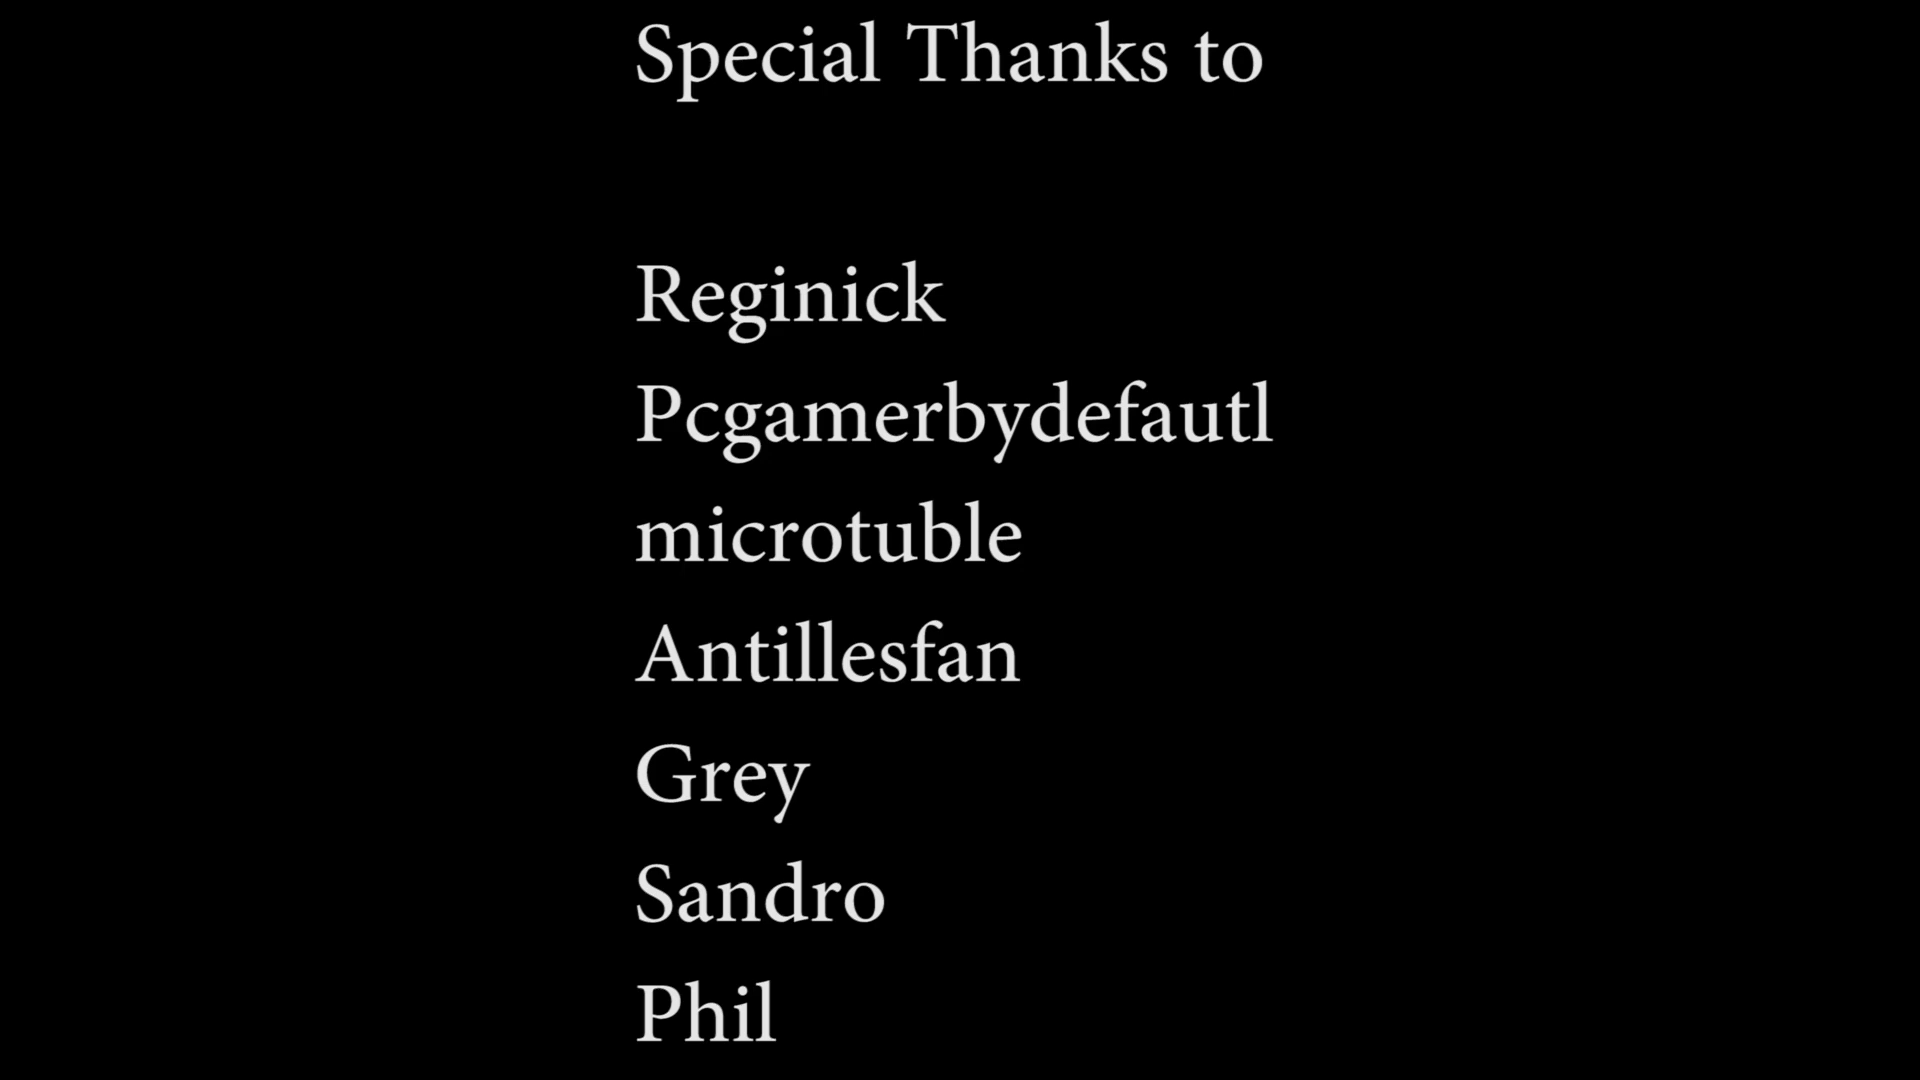 Special Thanks to
Reginick
Pcgamerbydefautl
microtuble
Antillesfan
Grey
Sandro
Phil